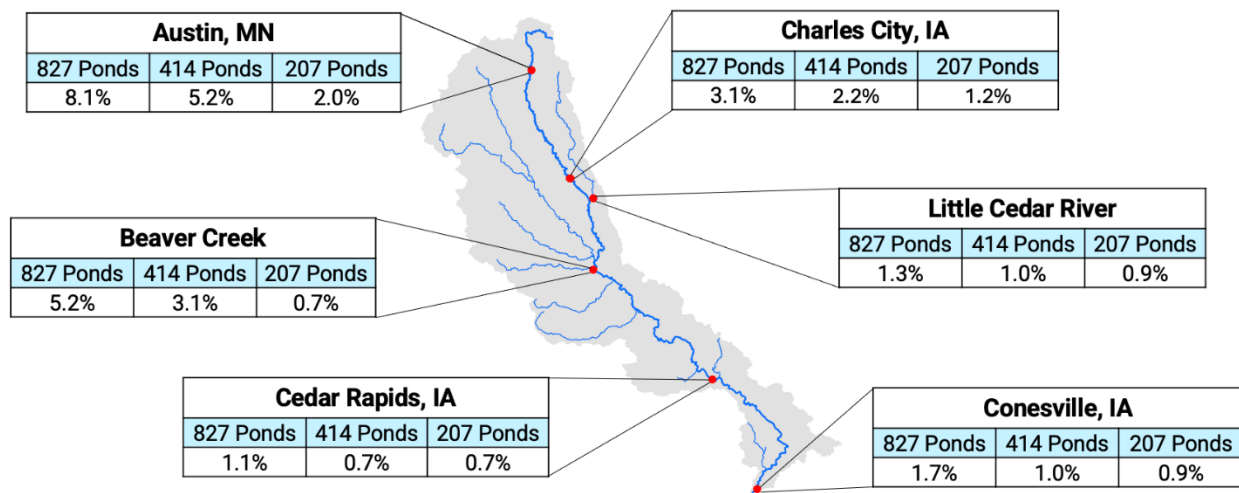 Austin, MN
827 Ponds 414 Ponds 207 Ponds
8.1% 5.2% 2.0%
Charles City, IA
827 Ponds 414 Ponds 207 Ponds
3.1% 2.2% 1.2%
Little Cedar River
827 Ponds 414 Ponds 207 Ponds
1.3% 1.0% 0.9%
Beaver Creek
827 Ponds 414 Ponds 207 Ponds
5.2% 3.1% 0.7%
Cedar Rapids, IA
827 Ponds 414 Ponds 207 Ponds
1.1% 0.7% 0.7%
Conesville, IA
827 Ponds 414 Ponds 207 Ponds
1.7% 1.0% 0.9%